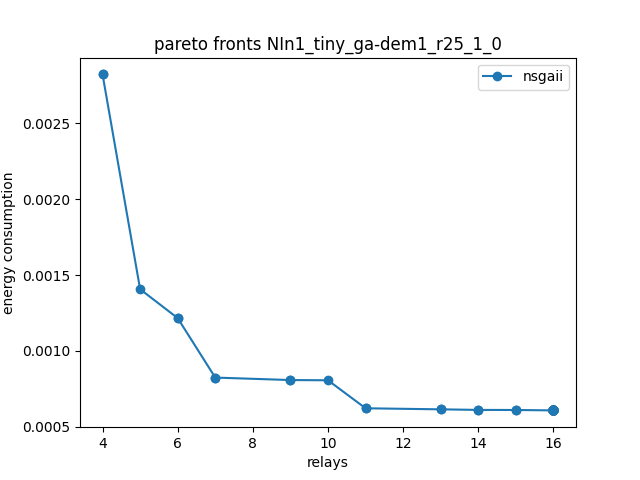 pareto fronts NIn1_tiny_ga-dem1_r25_1_0
nsgaii
energy consumption
0.0025
0.0020
0.0015
0.0010
0.0005
4 6 8 10 12 14 16
relays